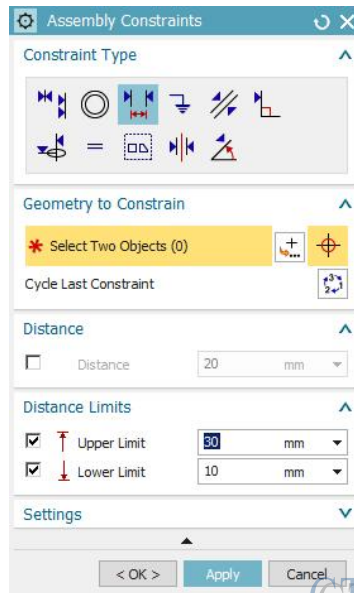 Assembly Constraints
Constraint Type
Geometry to Constrain
* Select Two Objects (0)
Cycle Last Constraint
Distance
Distance 20 mm
Distance Limits
Upper Limit 30 mm
Lower Limit 10 mm
Settings
< OK > Apply Cancel